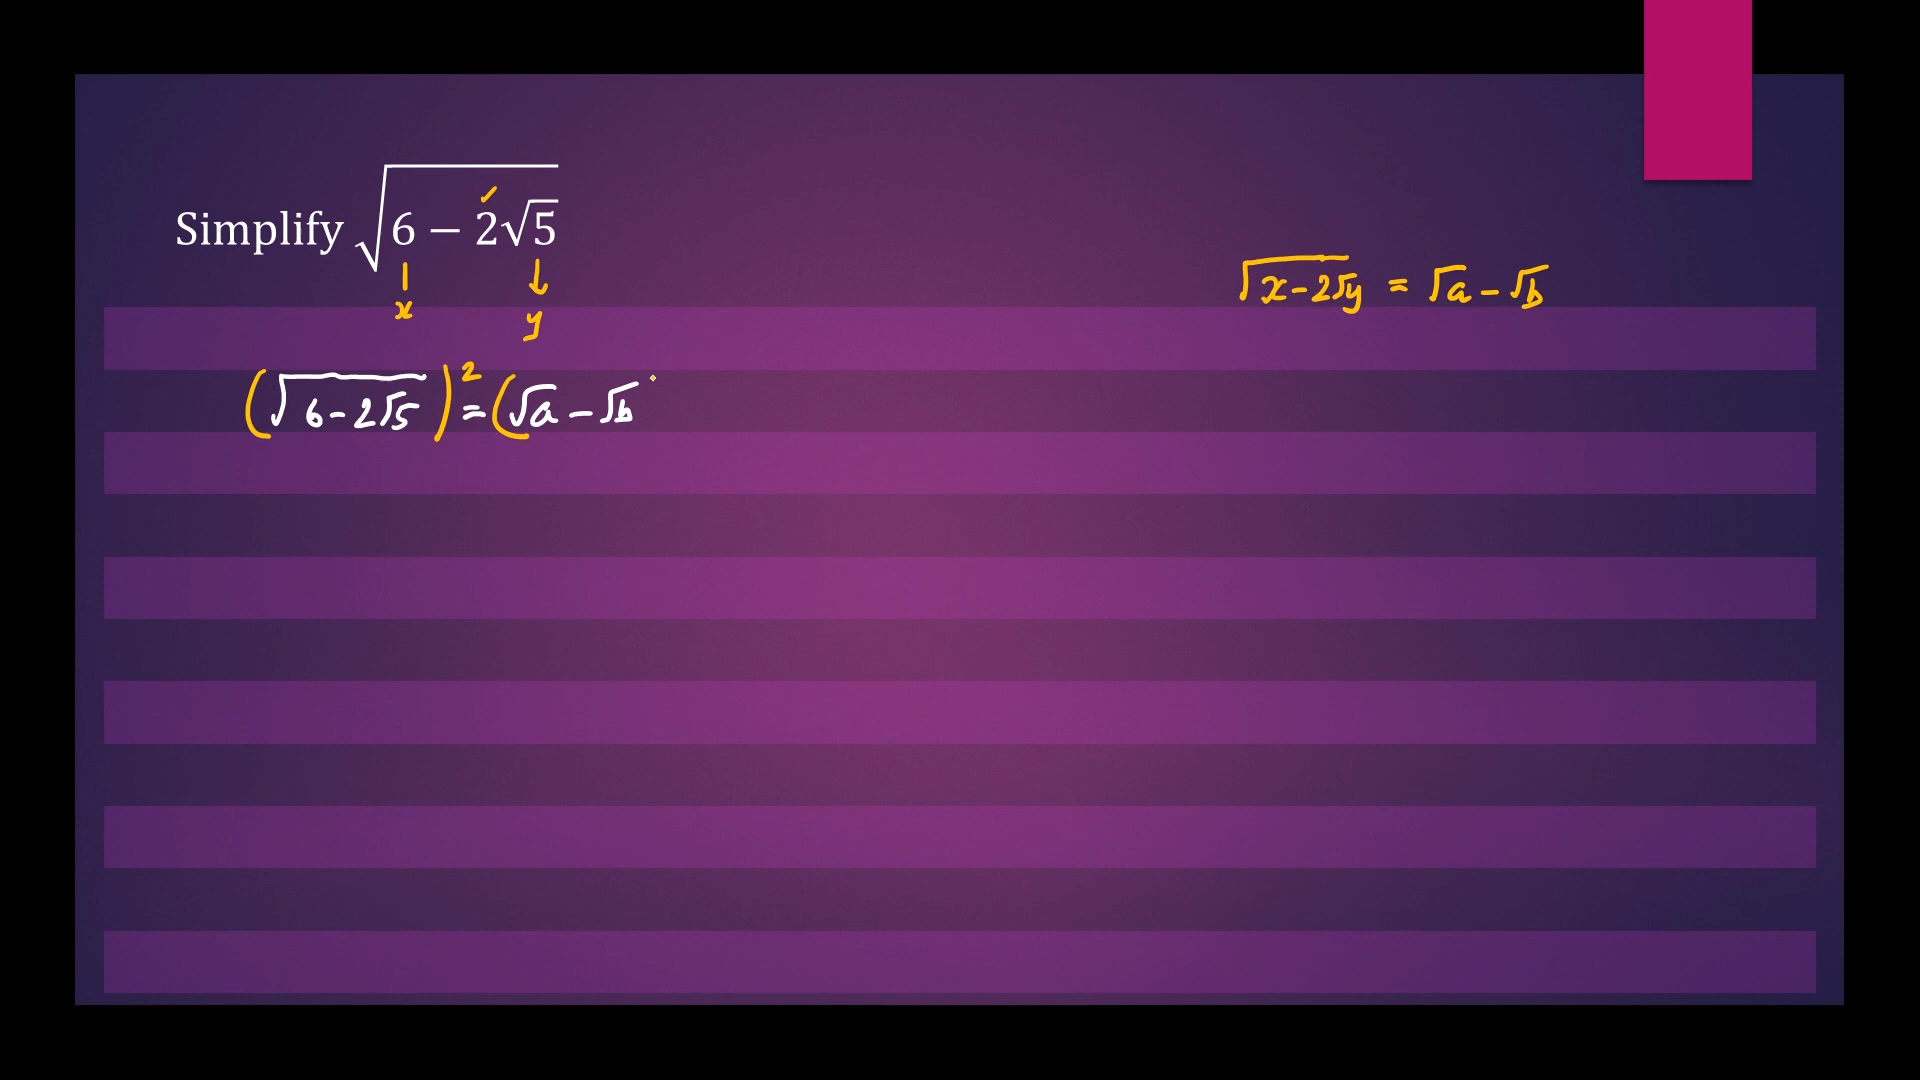 Simplify √(6 − 2√5)
x y
√(x−2√y) = √a − √b
(√(6−2√5))² = (√a − √b